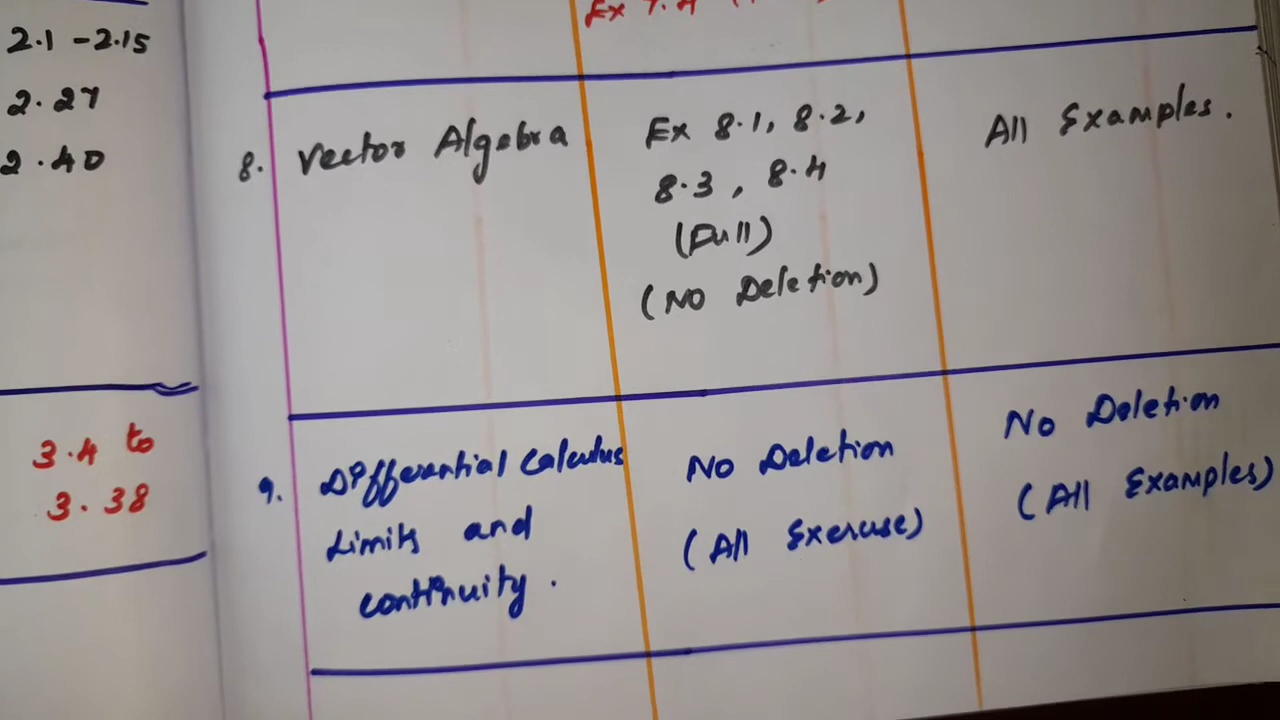 2.1 - 2.15
2.27
2.40
3.4 to
3.38
8. Vector Algebra
Ex 8.1, 8.2,
8.3, 8.4
(Full)
(No Deletion)
All Examples.
9. Differential Calculus
Limits and
continuity.
No Deletion
(All Exercise)
No Deletion
(All Examples)